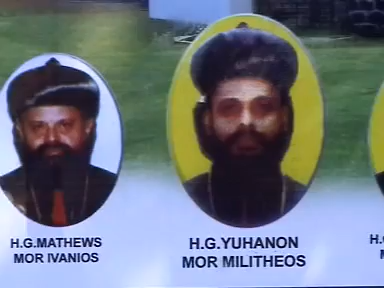 H.G.MATHEWS
MOR IVANIOS
H.G.YUHANON
MOR MILITHEOS